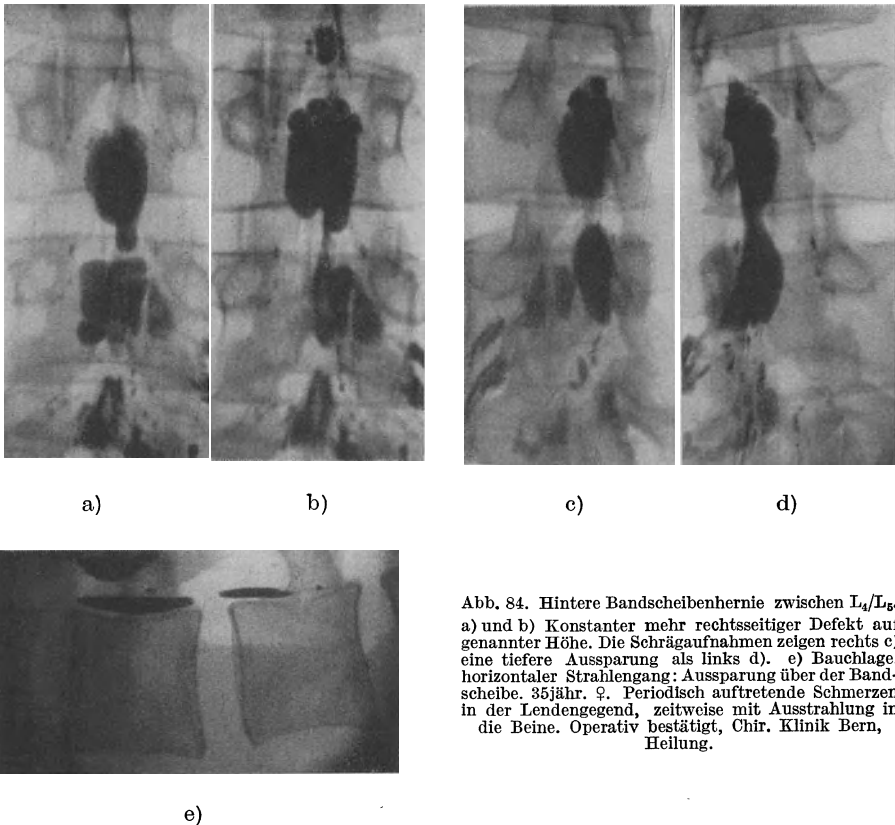 a)
b)
c)
d)
Abb. 84. Hintere Bandscheibenhernie zwischen L₄/L₅.
a) und b) Konstanter mehr rechtsseitiger Defekt auf
genannter Höhe. Die Schrägaufnahmen zeigen rechts c)
eine tiefere Aussparung als links d). e) Bauchlage,
horizontaler Strahlengang: Aussparung über der Band-
scheibe. 35jähr. ♀. Periodisch auftretende Schmerzen
in der Lendengegend, zeitweise mit Ausstrahlung in
die Beine. Operativ bestätigt, Chir. Klinik Bern,
Heilung.
e)